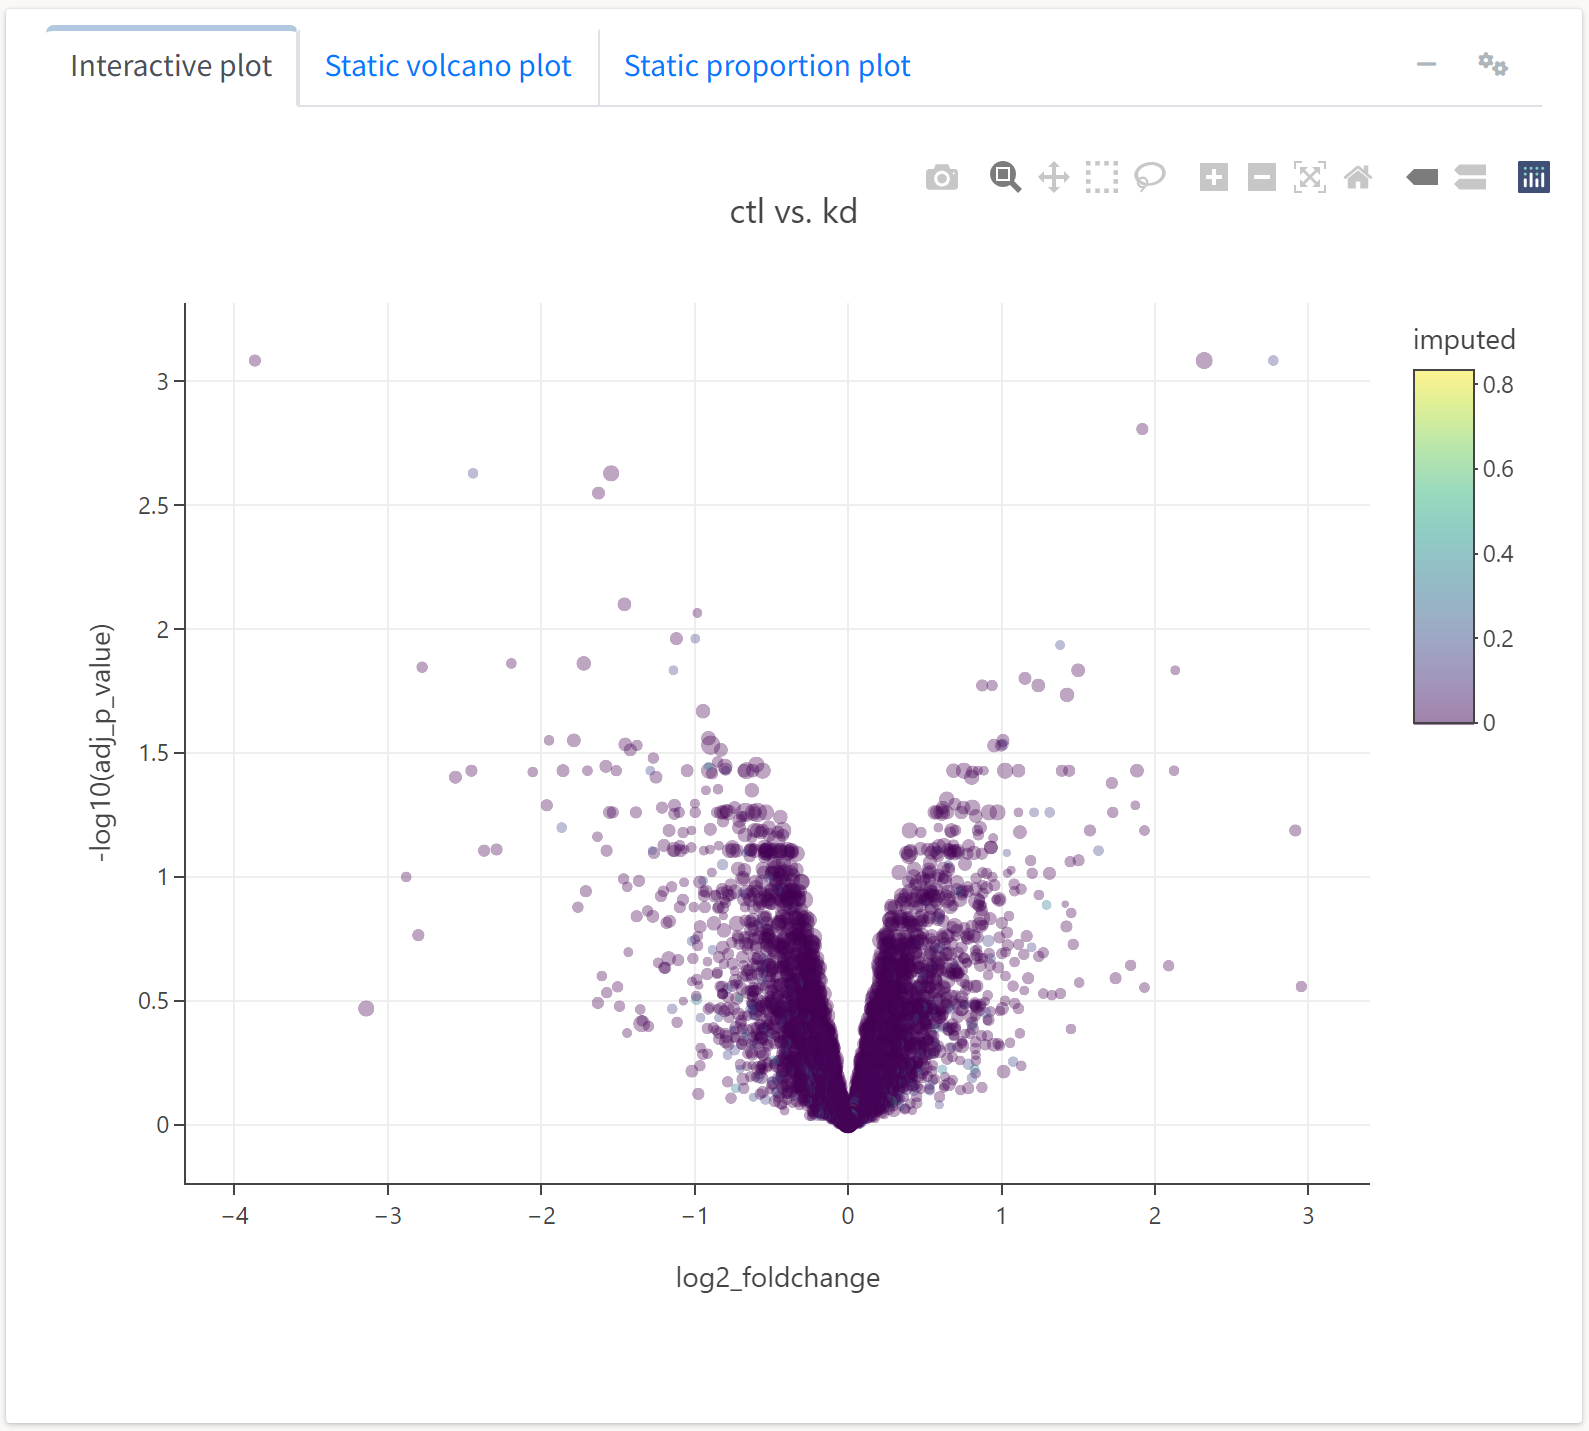 Interactive plot
Static volcano plot
Static proportion plot
ctl vs. kd
imputed
0.8
0.6
0.4
0.2
0
-log10(adj_p_value)
3
2.5
2
1.5
1
0.5
0
−4
−3
−2
−1
0
1
2
3
log2_foldchange